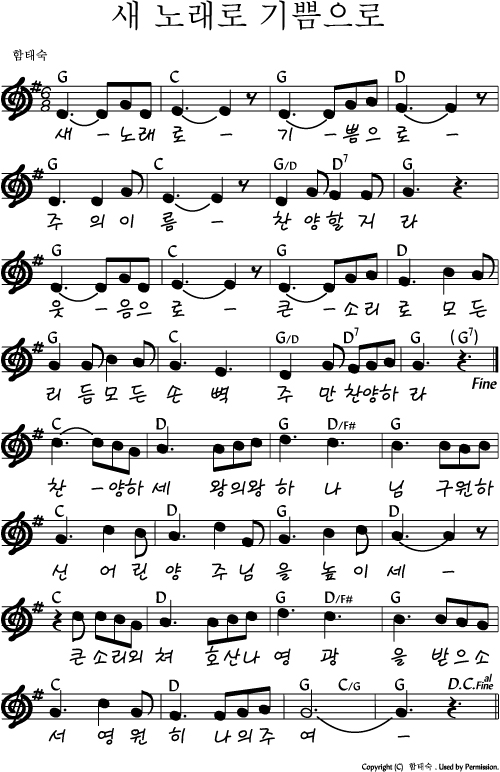 새 노래로 기쁨으로
함태숙
G C G D
6
8
새 - 노래 로 - 기 - 쁨으 로 -
G C G/D D7 G
주 의 이 름 - 찬 양 할 지 라
G C G D
웃 - 음으 로 - 큰 - 소리 로 모 든
G C G/D D7 G (G7)
리 듬 모 든 손 벽 주 만 찬양하 라
Fine
C D G D/F# G
찬 - 양하 세 왕의왕 하 나 님 구원하
C D G D
선 어 린 양 주 님 을 높 이 세 -
C D G D/F# G
큰 소리외 쳐 호산나 영 광 을 받으소
C D G C/G G D.C. al Fine
서 영 원 히 나 의 주 여 -
Copyright (C) 함태숙 . Used by Permission.